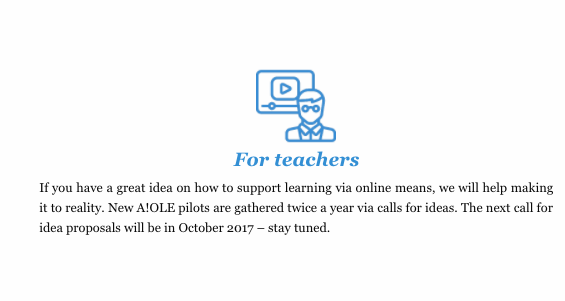 For teachers
If you have a great idea on how to support learning via online means, we will help making
it to reality. New A!OLE pilots are gathered twice a year via calls for ideas. The next call for
idea proposals will be in October 2017 – stay tuned.